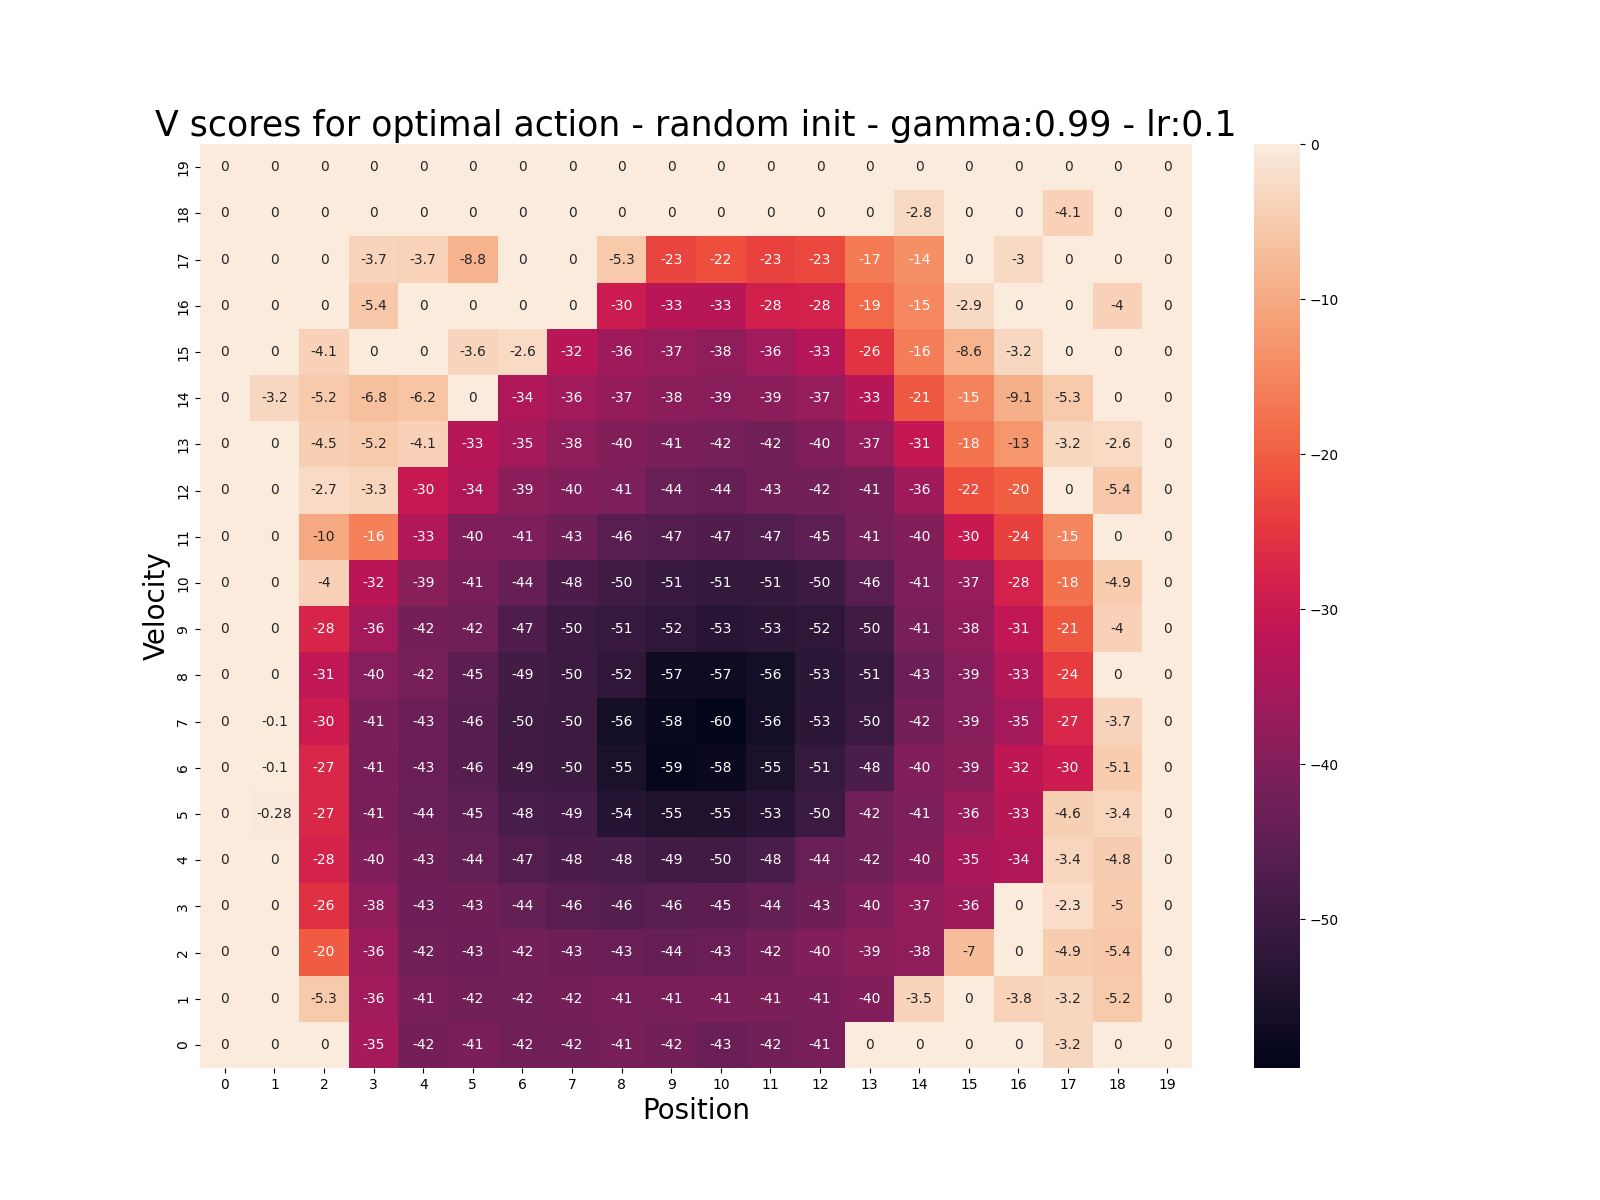 V scores for optimal action - random init - gamma:0.99 - lr:0.1
19 0 0 0 0 0 0 0 0 0 0 0 0 0 0 0 0 0 0 0 0
18 0 0 0 0 0 0 0 0 0 0 0 0 0 0 -2.8 0 0 -4.1 0 0
17 0 0 0 -3.7 -3.7 -8.8 0 0 -5.3 -23 -22 -23 -23 -17 -14 0 -3 0 0 0
16 0 0 0 -5.4 0 0 0 0 -30 -33 -33 -28 -28 -19 -15 -2.9 0 0 -4 0
15 0 0 -4.1 0 0 -3.6 -2.6 -32 -36 -37 -38 -36 -33 -26 -16 -8.6 -3.2 0 0 0
14 0 -3.2 -5.2 -6.8 -6.2 0 -34 -36 -37 -38 -39 -39 -37 -33 -21 -15 -9.1 -5.3 0 0
13 0 0 -4.5 -5.2 -4.1 -33 -35 -38 -40 -41 -42 -42 -40 -37 -31 -18 -13 -3.2 -2.6 0
12 0 0 -2.7 -3.3 -30 -34 -39 -40 -41 -44 -44 -43 -42 -41 -36 -22 -20 0 -5.4 0
11 0 0 -10 -16 -33 -40 -41 -43 -46 -47 -47 -47 -45 -41 -40 -30 -24 -15 0 0
10 0 0 -4 -32 -39 -41 -44 -48 -50 -51 -51 -51 -50 -46 -41 -37 -28 -18 -4.9 0
9 0 0 -28 -36 -42 -42 -47 -50 -51 -52 -53 -53 -52 -50 -41 -38 -31 -21 -4 0
8 0 0 -31 -40 -42 -45 -49 -50 -52 -57 -57 -56 -53 -51 -43 -39 -33 -24 0 0
7 0 -0.1 -30 -41 -43 -46 -50 -50 -56 -58 -60 -56 -53 -50 -42 -39 -35 -27 -3.7 0
6 0 -0.1 -27 -41 -43 -46 -49 -50 -55 -59 -58 -55 -51 -48 -40 -39 -32 -30 -5.1 0
5 0 -0.28 -27 -41 -44 -45 -48 -49 -54 -55 -55 -53 -50 -42 -41 -36 -33 -4.6 -3.4 0
4 0 0 -28 -40 -43 -44 -47 -48 -48 -49 -50 -48 -44 -42 -40 -35 -34 -3.4 -4.8 0
3 0 0 -26 -38 -43 -43 -44 -46 -46 -46 -45 -44 -43 -40 -37 -36 0 -2.3 -5 0
2 0 0 -20 -36 -42 -43 -42 -43 -43 -44 -43 -42 -40 -39 -38 -7 0 -4.9 -5.4 0
1 0 0 -5.3 -36 -41 -42 -42 -42 -41 -41 -41 -41 -41 -40 -3.5 0 -3.8 -3.2 -5.2 0
0 0 0 0 -35 -42 -41 -42 -42 -41 -42 -43 -42 -41 0 0 0 0 -3.2 0 0
0 1 2 3 4 5 6 7 8 9 10 11 12 13 14 15 16 17 18 19
Position
Velocity
0
−10
−20
−30
−40
−50